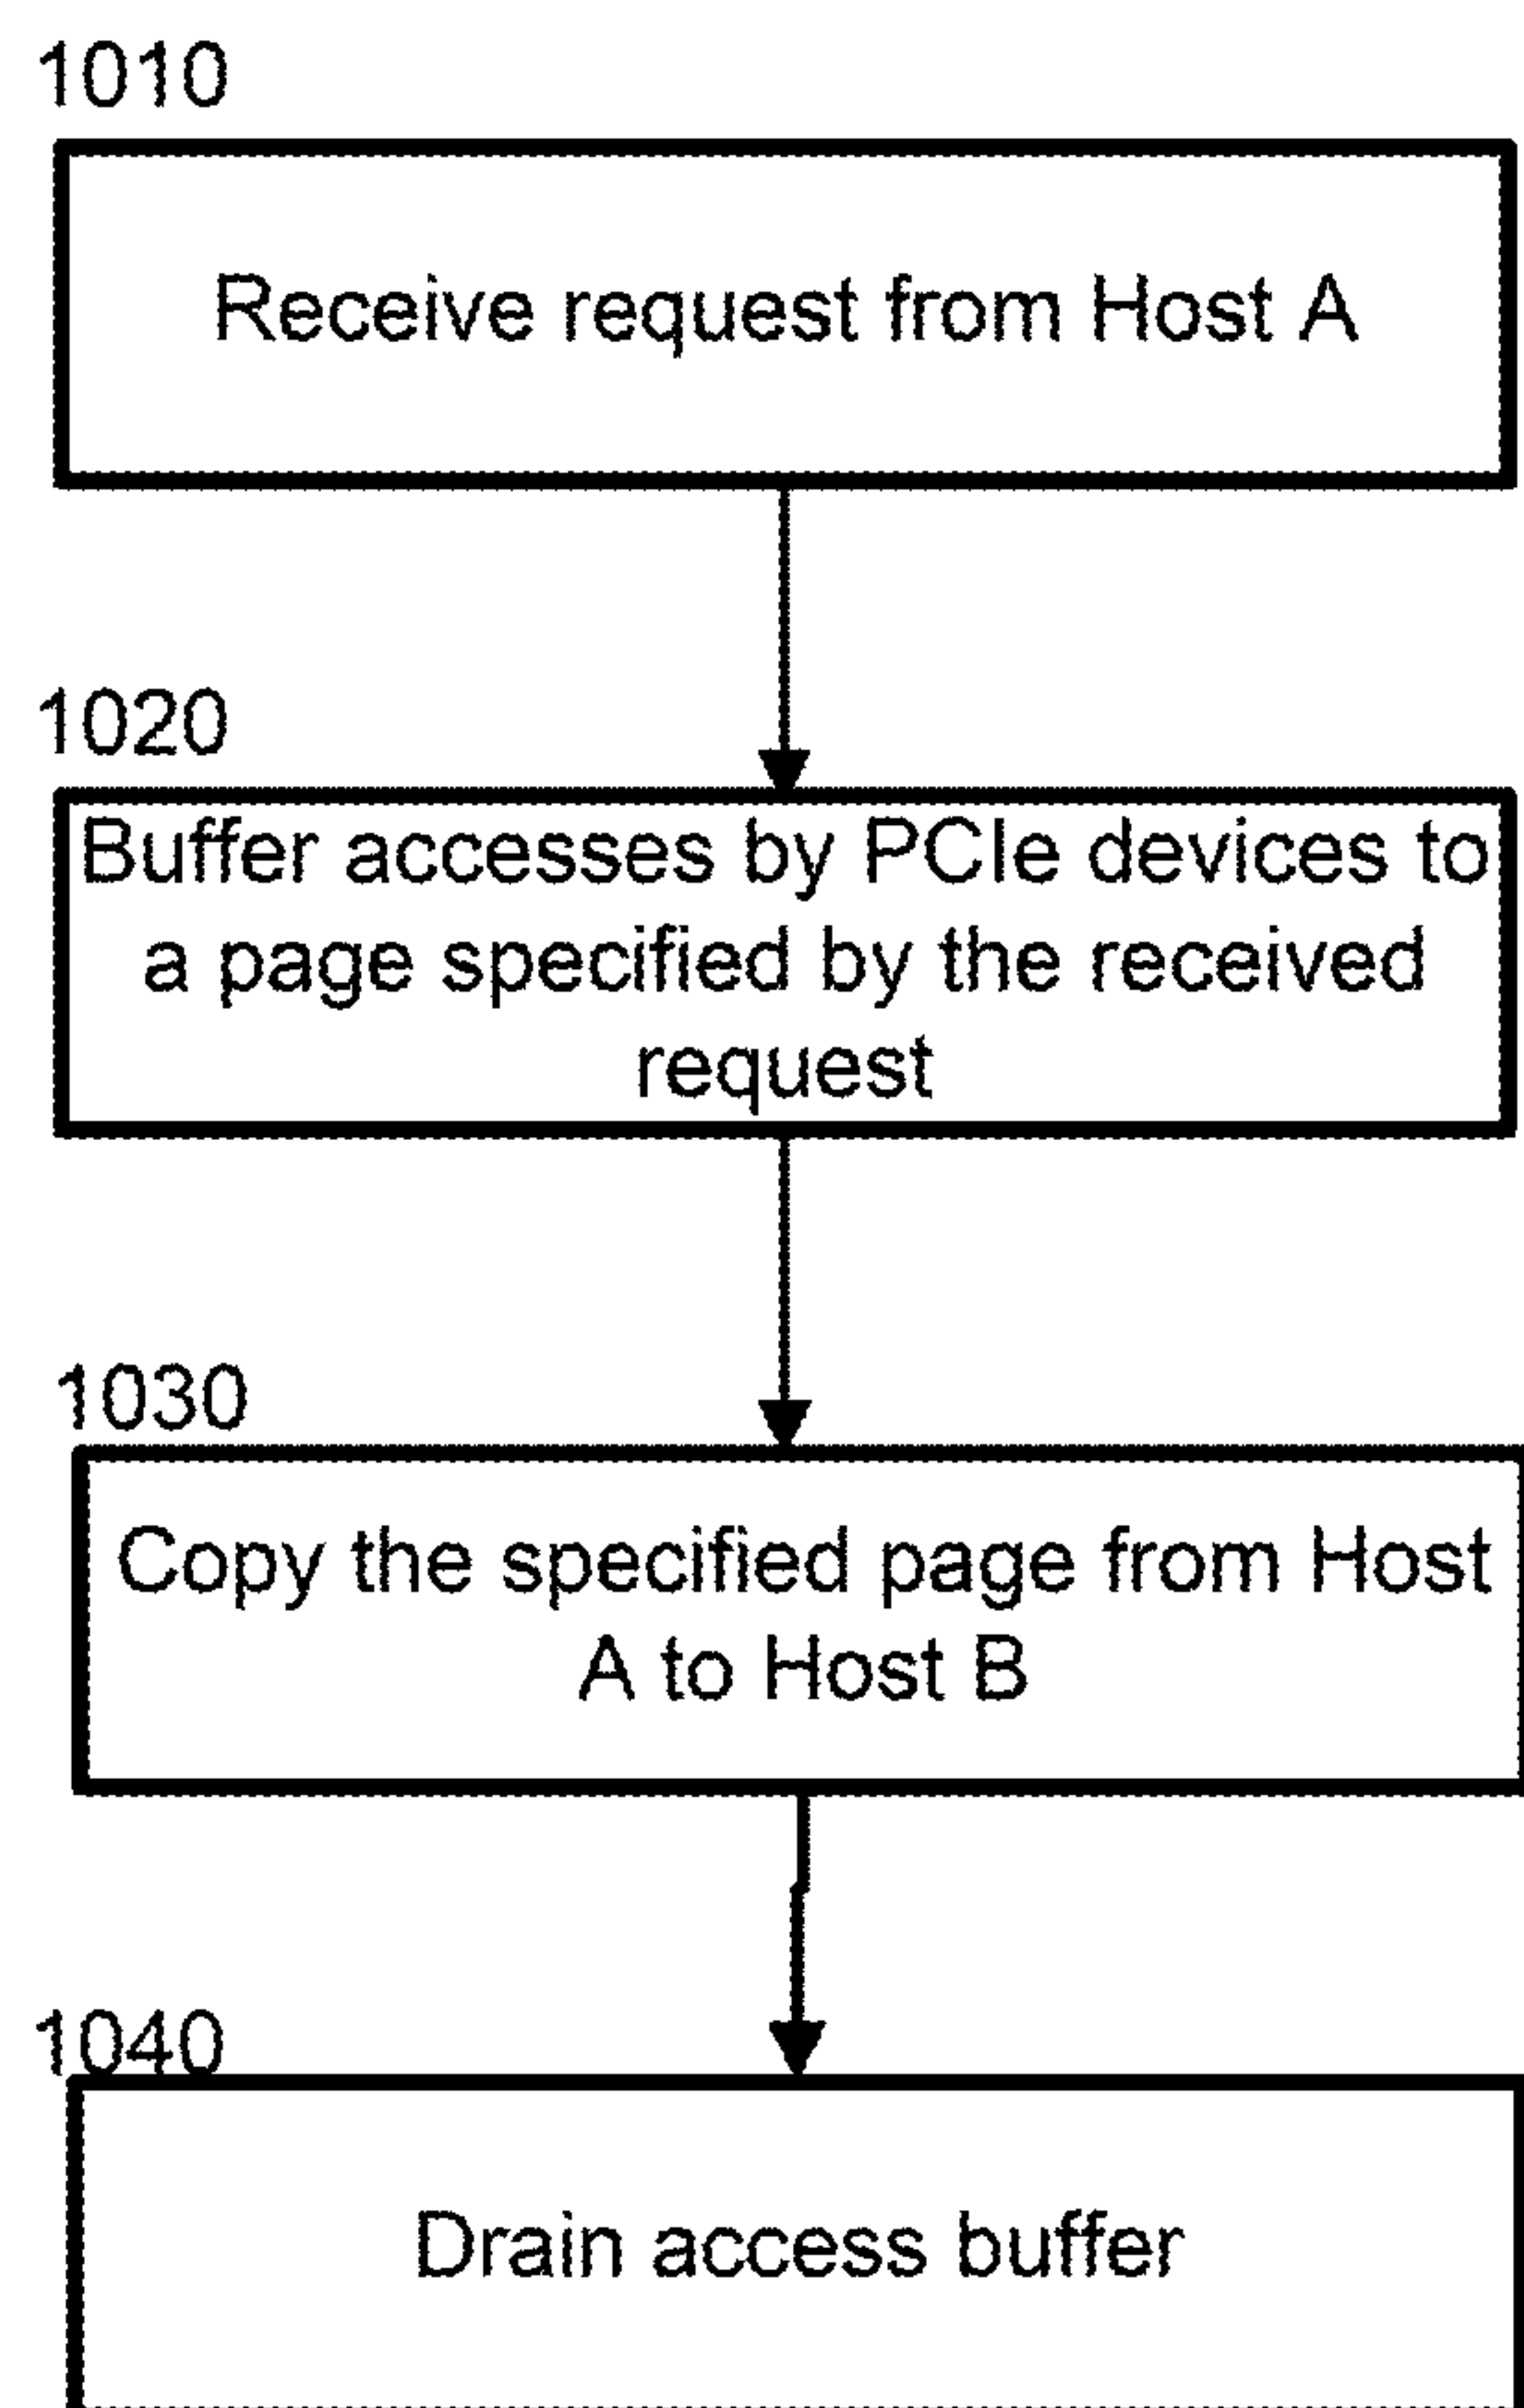 1010
Receive request from Host A
1020
Buffer accesses by PCIe devices to
a page specified by the received
request
1030
Copy the specified page from Host
A to Host B
1040
Drain access buffer